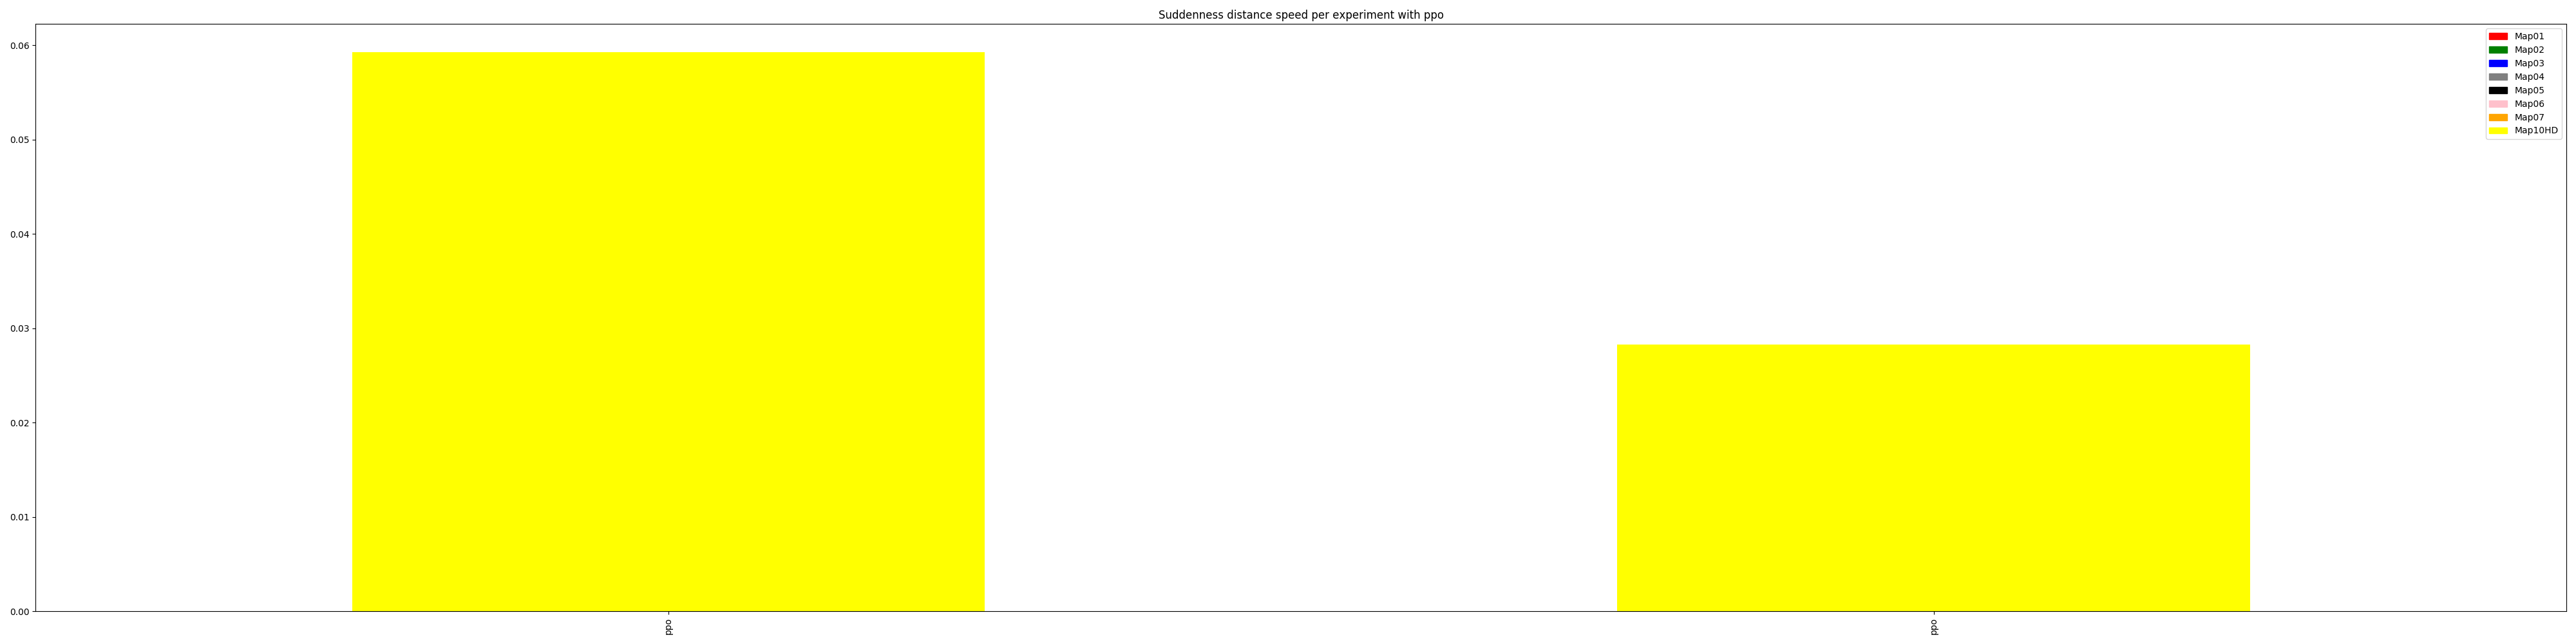 Suddenness distance speed per experiment with ppo
0.06
0.05
0.04
0.03
0.02
0.01
0.00
Map01
Map02
Map03
Map04
Map05
Map06
Map07
Map10HD
ppo
ppo